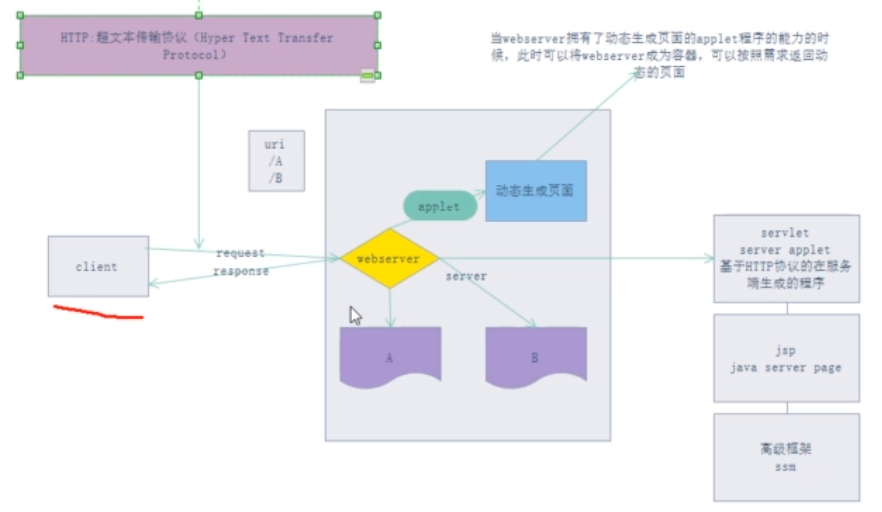 HTTP:超文本传输协议（Hyper Text Transfer
Protocol）
当webserver拥有了动态生成页面的applet程序的能力的时
候，此时可以将webserver成为容器，可以按照需求返回动
态的页面
uri
/A
/B
动态生成页面
applet
client
request
response
webserver
server
A
B
servlet
server applet
基于HTTP协议的在服务
端生成的程序
jsp
java server page
高级框架
ssm